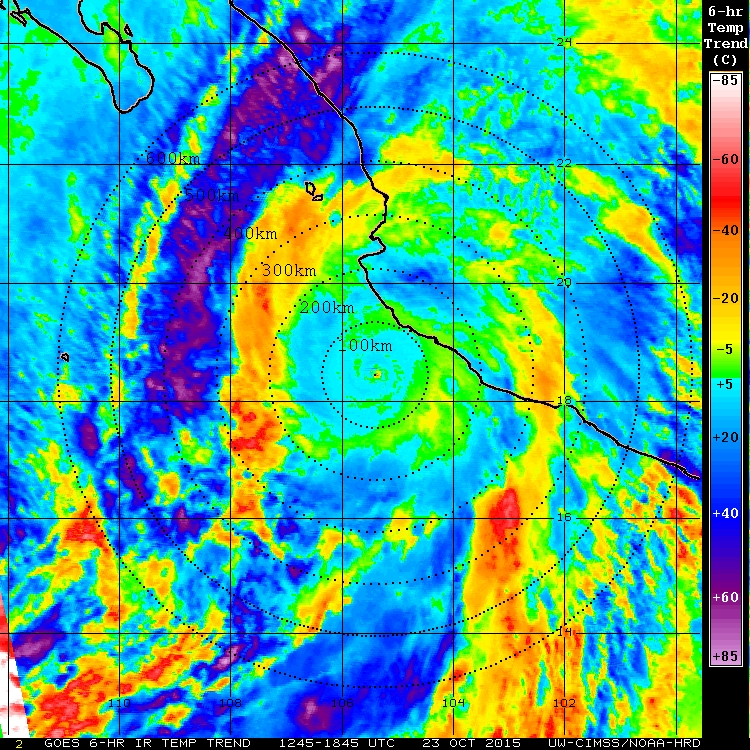 6-hr
Temp
Trend
(C)
-85
-60
-40
-20
-5
+5
+20
+40
+60
+85
24
22
20
18
16
14
600km
500km
400km
300km
200km
100km
110 108 106 104 102
2 GOES 6-HR IR TEMP TREND 1245-1845 UTC 23 OCT 2015 UW-CIMSS/NOAA-HRD